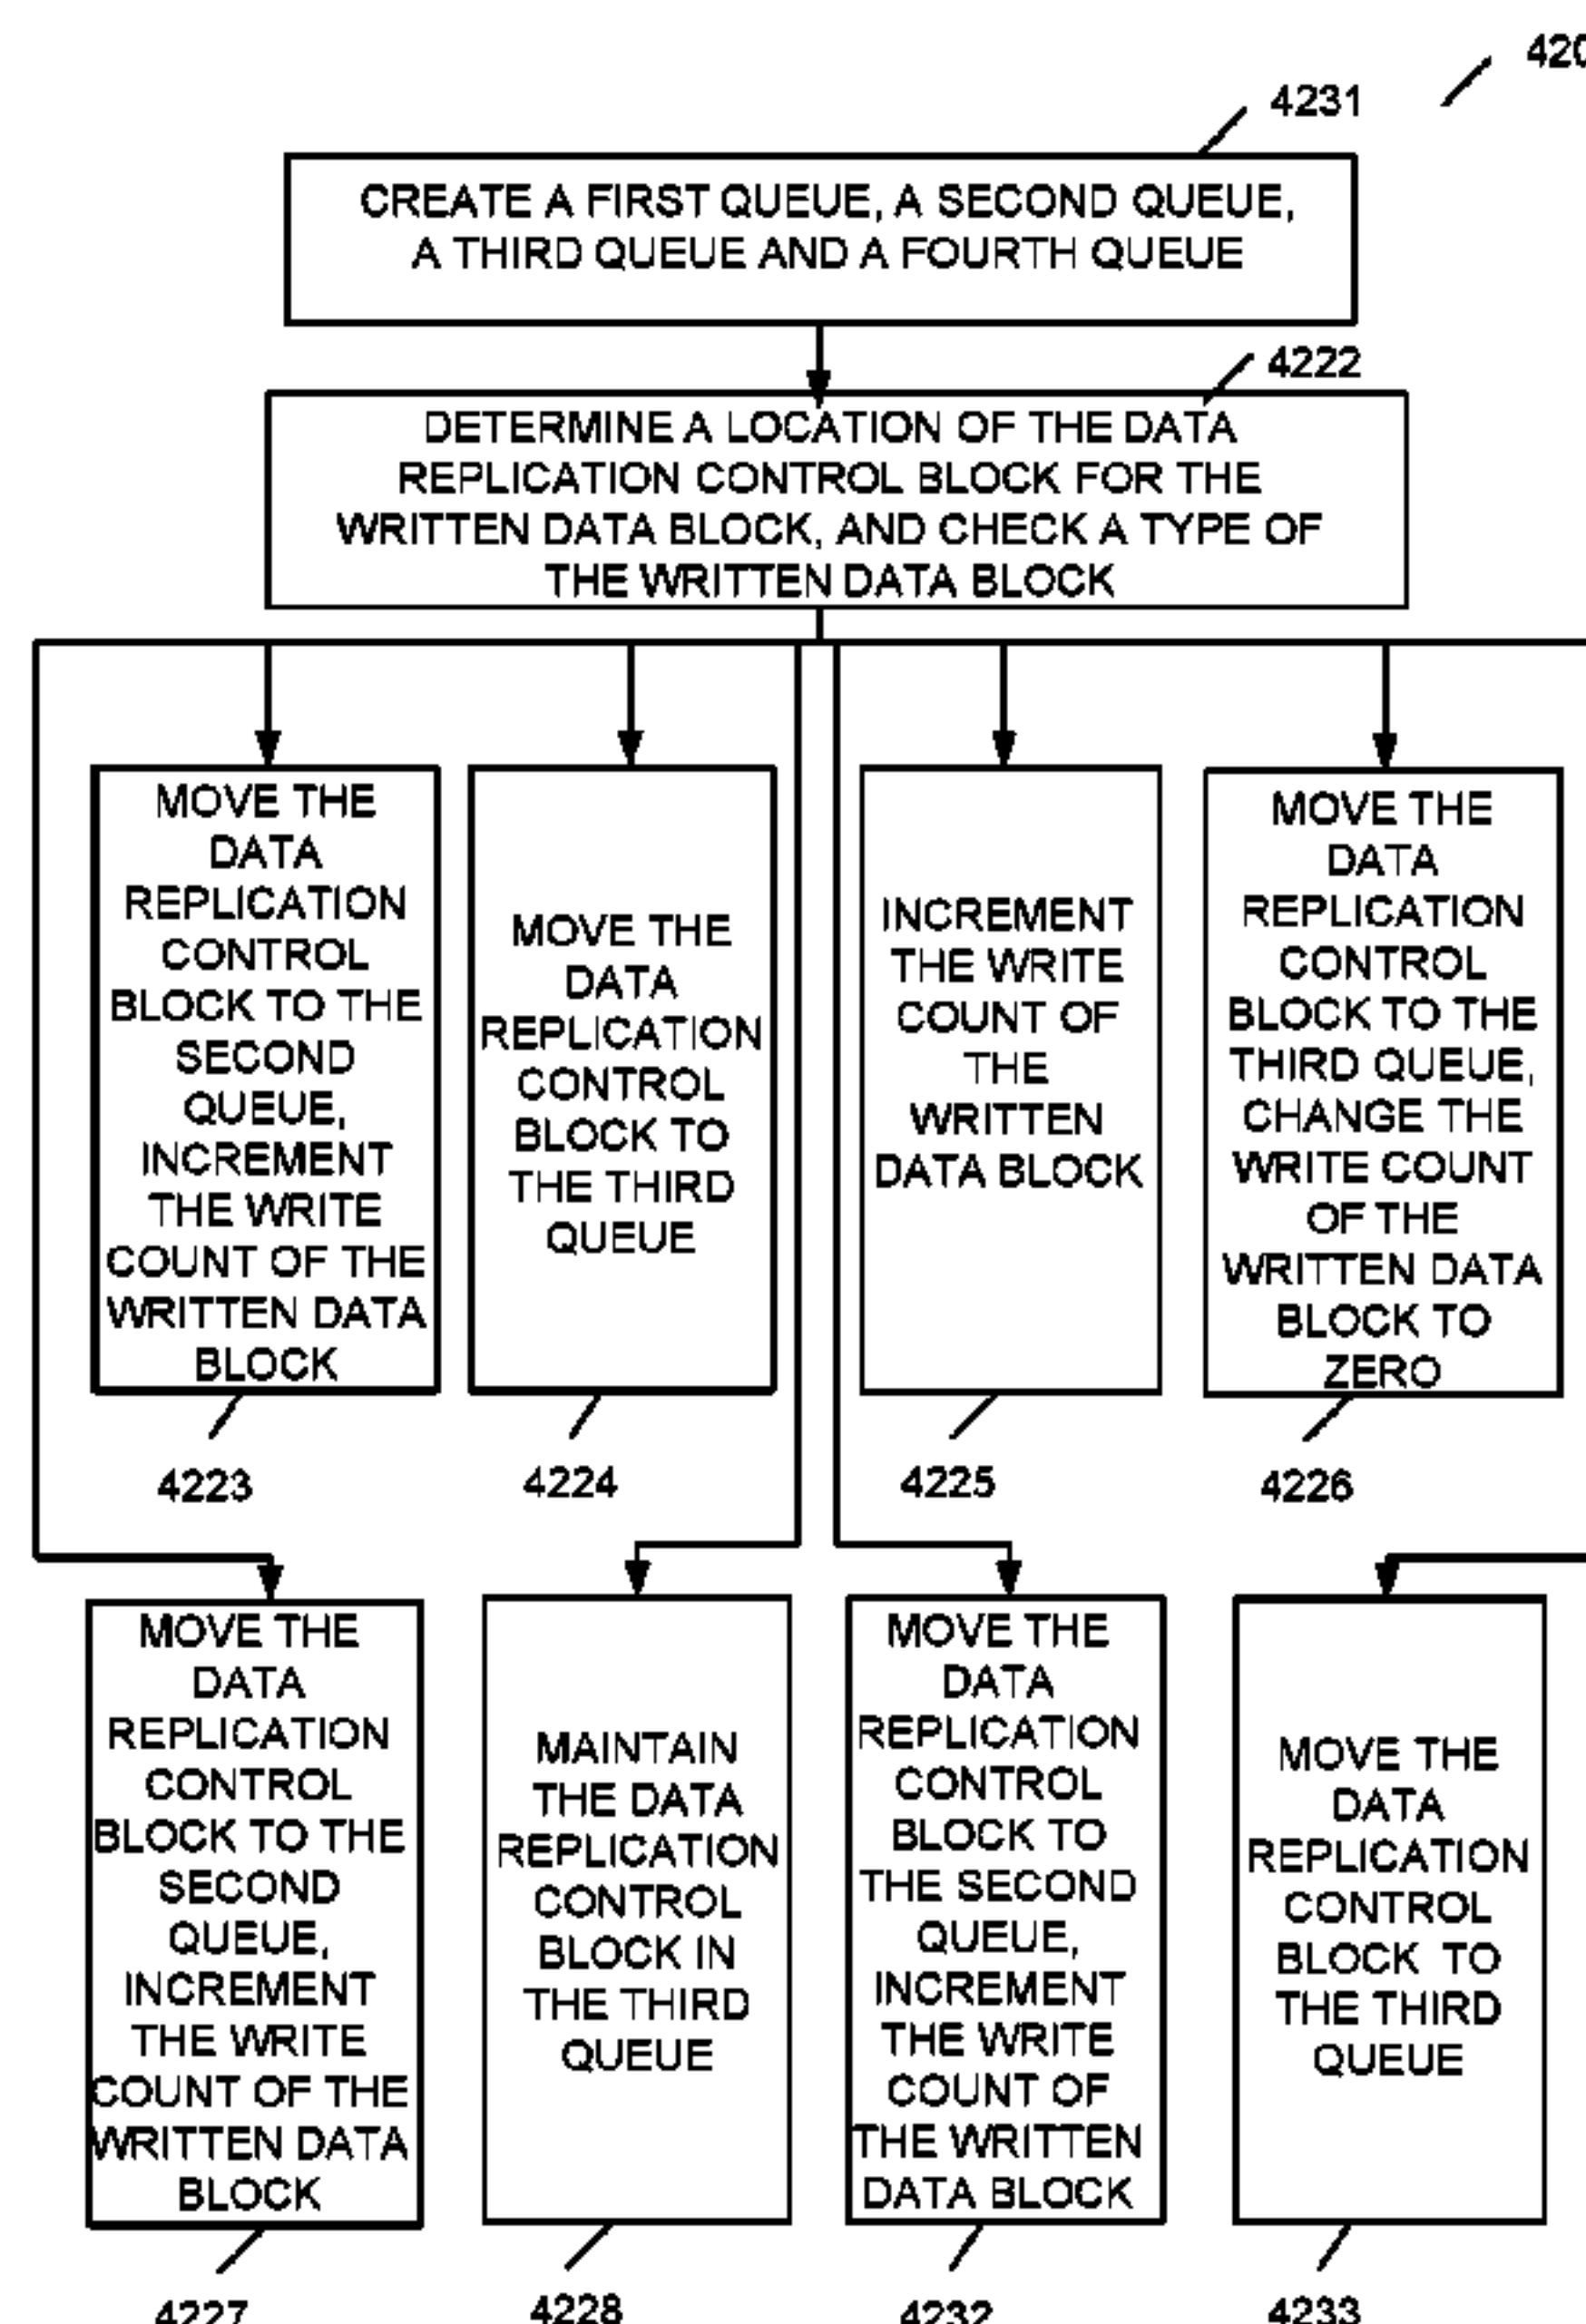 420
4231
CREATE A FIRST QUEUE, A SECOND QUEUE,
A THIRD QUEUE AND A FOURTH QUEUE
4222
DETERMINE A LOCATION OF THE DATA
REPLICATION CONTROL BLOCK FOR THE
WRITTEN DATA BLOCK, AND CHECK A TYPE OF
THE WRITTEN DATA BLOCK
MOVE THE
DATA
REPLICATION
CONTROL
BLOCK TO THE
SECOND
QUEUE,
INCREMENT
THE WRITE
COUNT OF THE
WRITTEN DATA
BLOCK
4223
MOVE THE
DATA
REPLICATION
CONTROL
BLOCK TO
THE THIRD
QUEUE
4224
INCREMENT
THE WRITE
COUNT OF
THE
WRITTEN
DATA BLOCK
4225
MOVE THE
DATA
REPLICATION
CONTROL
BLOCK TO THE
THIRD QUEUE,
CHANGE THE
WRITE COUNT
OF THE
WRITTEN DATA
BLOCK TO
ZERO
4226
MOVE THE
DATA
REPLICATION
CONTROL
BLOCK TO THE
SECOND
QUEUE,
INCREMENT
THE WRITE
COUNT OF THE
WRITTEN DATA
BLOCK
4227
MAINTAIN
THE DATA
REPLICATION
CONTROL
BLOCK IN
THE THIRD
QUEUE
4228
MOVE THE
DATA
REPLICATION
CONTROL
BLOCK TO
THE SECOND
QUEUE,
INCREMENT
THE WRITE
COUNT OF
THE WRITTEN
DATA BLOCK
4232
MOVE THE
DATA
REPLICATION
CONTROL
BLOCK TO
THE THIRD
QUEUE
4233